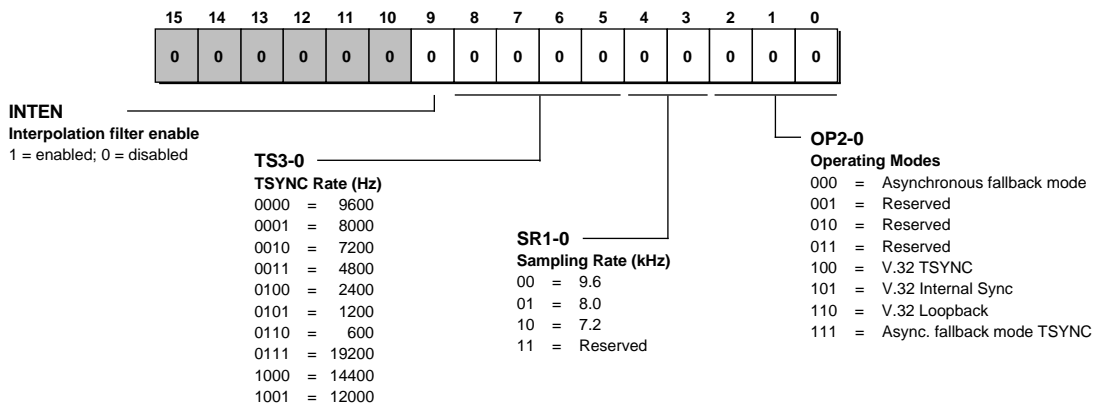 15 14 13 12 11 10 9 8 7 6 5 4 3 2 1 0
0 0 0 0 0 0 0 0 0 0 0 0 0 0 0 0
INTEN
Interpolation filter enable
1 = enabled; 0 = disabled
TS3-0
TSYNC Rate (Hz)
0000 = 9600
0001 = 8000
0010 = 7200
0011 = 4800
0100 = 2400
0101 = 1200
0110 = 600
0111 = 19200
1000 = 14400
1001 = 12000
SR1-0
Sampling Rate (kHz)
00 = 9.6
01 = 8.0
10 = 7.2
11 = Reserved
OP2-0
Operating Modes
000 = Asynchronous fallback mode
001 = Reserved
010 = Reserved
011 = Reserved
100 = V.32 TSYNC
101 = V.32 Internal Sync
110 = V.32 Loopback
111 = Async. fallback mode TSYNC